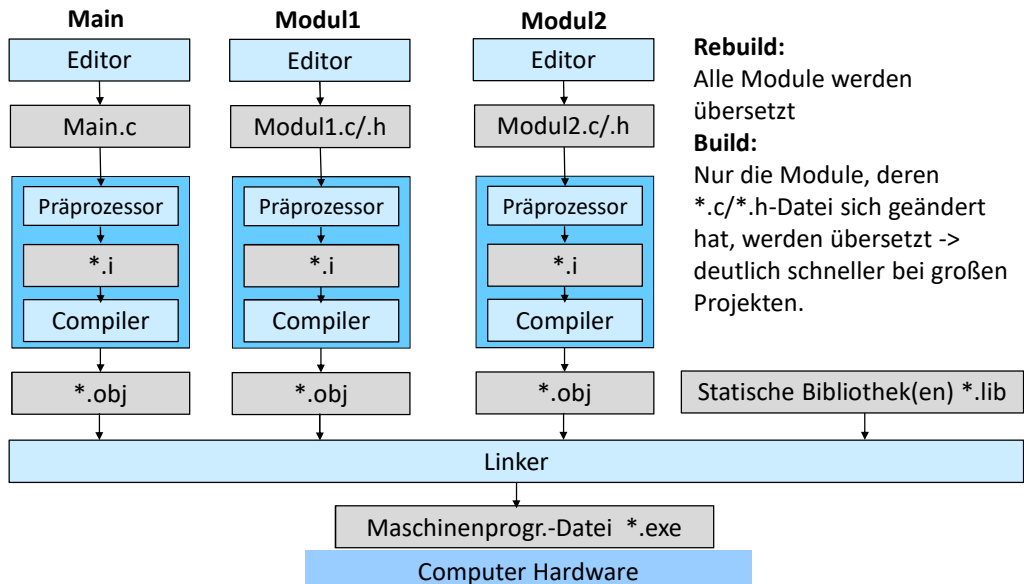 Main
Modul1
Modul2
Editor
Editor
Editor
Main.c
Modul1.c/.h
Modul2.c/.h
Präprozessor
Präprozessor
Präprozessor
*.i
*.i
*.i
Compiler
Compiler
Compiler
*.obj
*.obj
*.obj
Rebuild:
Alle Module werden
übersetzt
Build:
Nur die Module, deren
*.c/*.h-Datei sich geändert
hat, werden übersetzt ->
deutlich schneller bei großen
Projekten.
Statische Bibliothek(en) *.lib
Linker
Maschinenprogr.-Datei *.exe
Computer Hardware